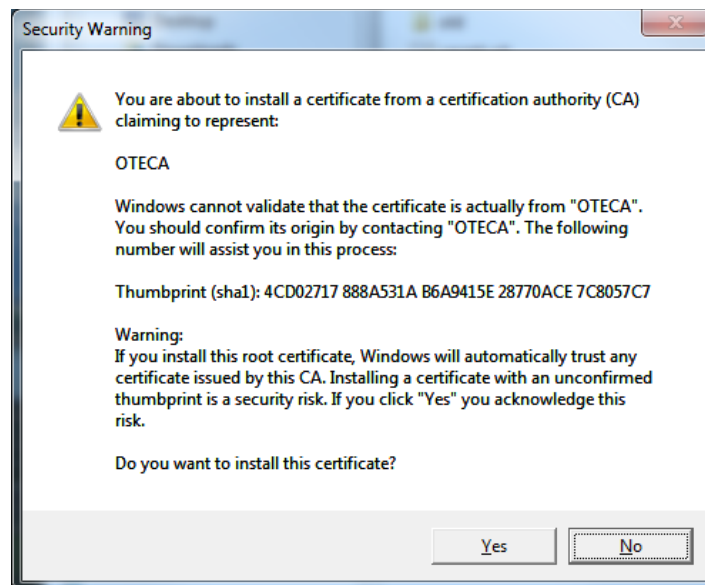 Security Warning
You are about to install a certificate from a certification authority (CA)
claiming to represent:
OTECA
Windows cannot validate that the certificate is actually from "OTECA".
You should confirm its origin by contacting "OTECA". The following
number will assist you in this process:
Thumbprint (sha1): 4CD02717 888A531A B6A9415E 28770ACE 7C8057C7
Warning:
If you install this root certificate, Windows will automatically trust any
certificate issued by this CA. Installing a certificate with an unconfirmed
thumbprint is a security risk. If you click "Yes" you acknowledge this
risk.
Do you want to install this certificate?
Yes No